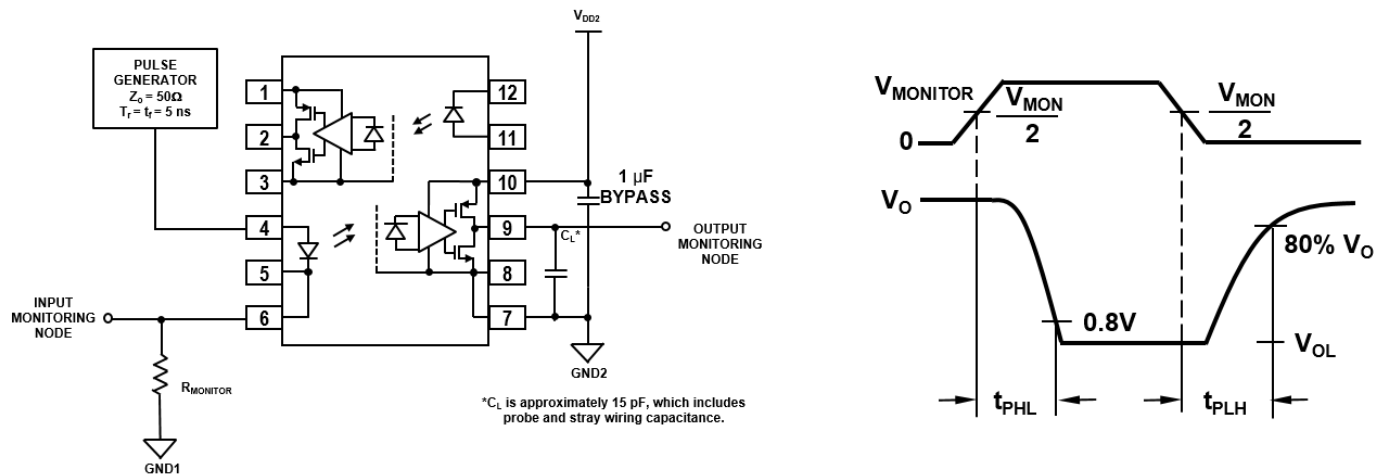 V_DD2
PULSE
GENERATOR
Z_o = 50Ω
T_r = t_f = 5 ns
1
2
3
4
5
6
12
11
10
9
8
7
1 µF
BYPASS
C_L*
OUTPUT
MONITORING
NODE
INPUT
MONITORING
NODE
R_MONITOR
GND1
GND2
*C_L is approximately 15 pF, which includes
probe and stray wiring capacitance.
V_MONITOR
V_MON
2
V_MON
2
0
V_O
80% V_O
0.8V
V_OL
t_PHL
t_PLH